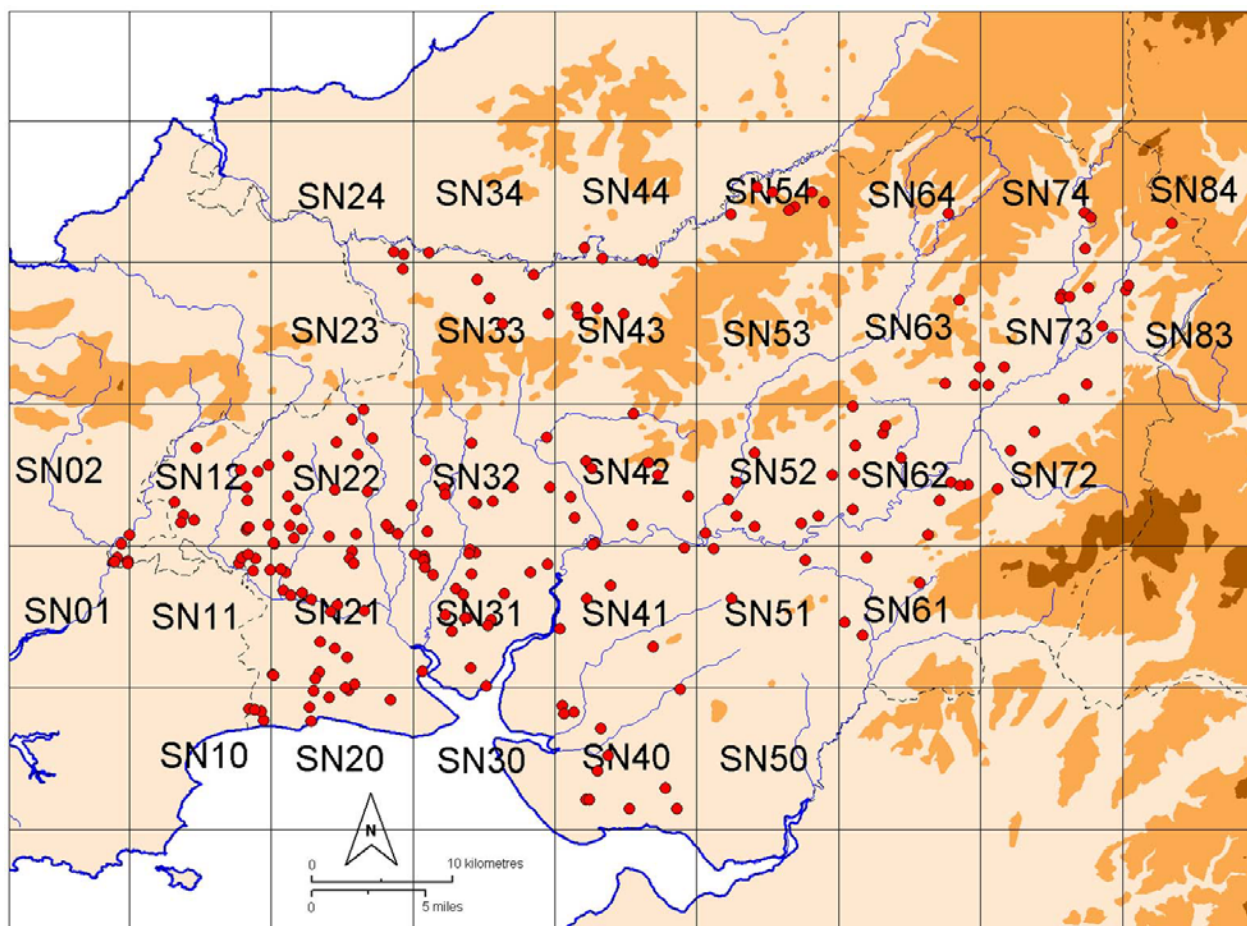 SN24 SN34 SN44 SN54 SN64 SN74 SN84
SN23 SN33 SN43 SN53 SN63 SN73 SN83
SN02 SN12 SN22 SN32 SN42 SN52 SN62 SN72
SN01 SN11 SN21 SN31 SN41 SN51 SN61
SN10 SN20 SN30 SN40 SN50
N
0 10 kilometres
0 5 miles